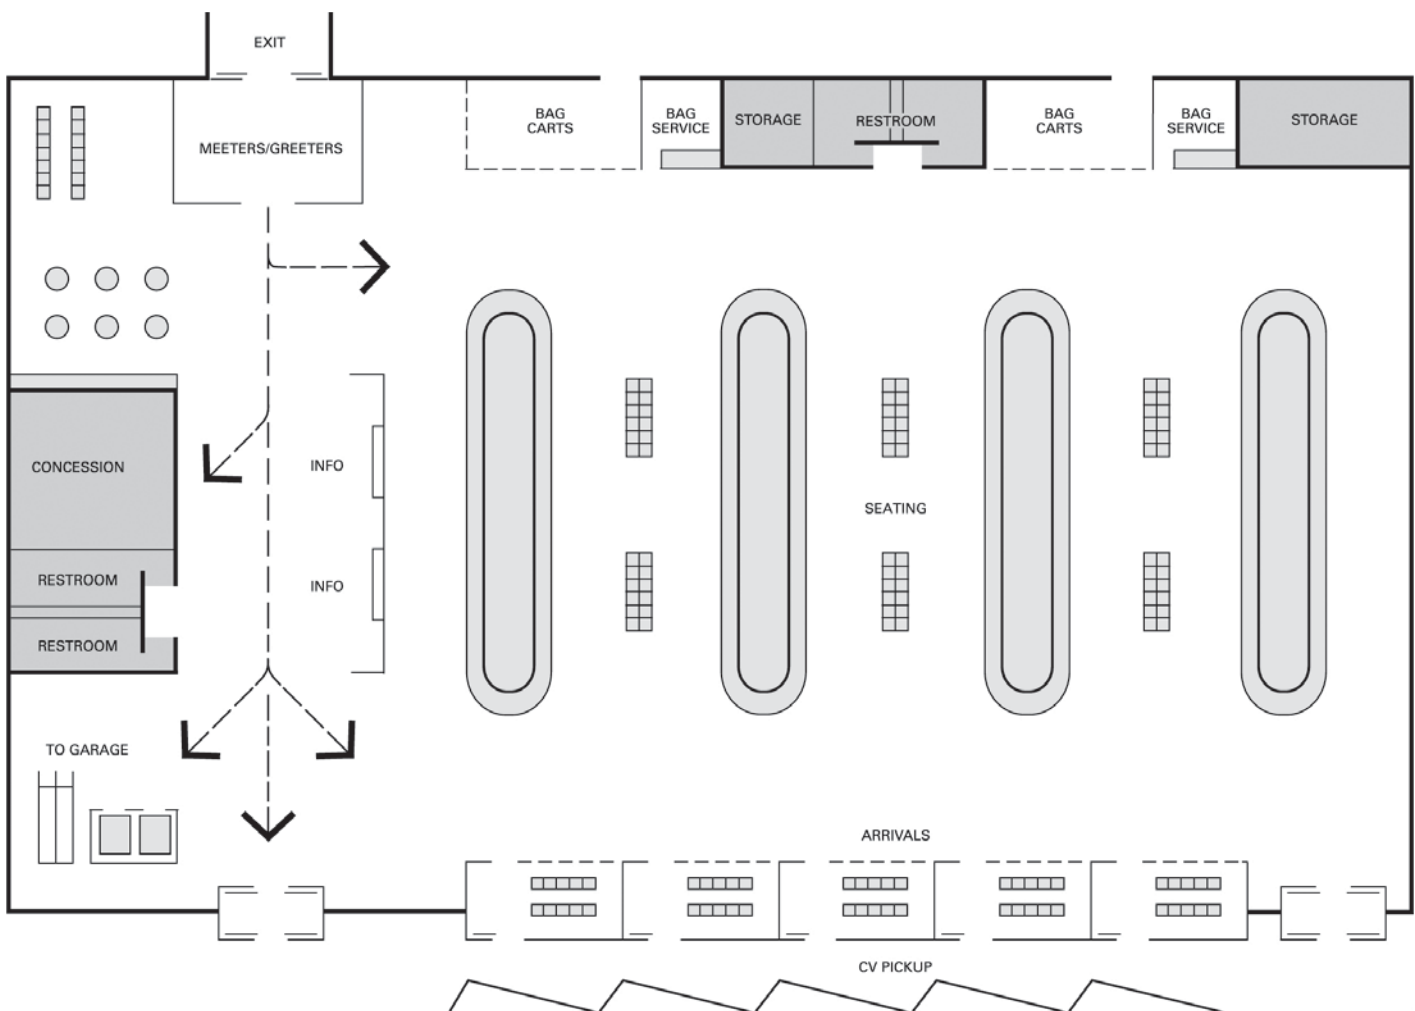 EXIT
BAG
CARTS
BAG
SERVICE
STORAGE
RESTROOM
BAG
CARTS
BAG
SERVICE
STORAGE
MEETERS/GREETERS
CONCESSION
INFO
SEATING
RESTROOM
INFO
RESTROOM
TO GARAGE
ARRIVALS
CV PICKUP